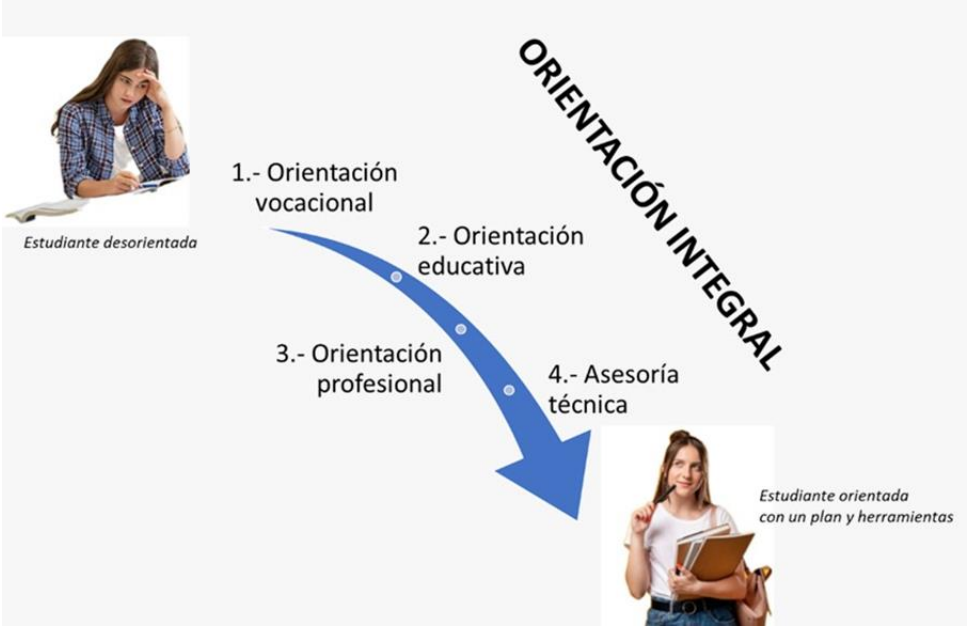 ORIENTACIÓN INTEGRAL
1.- Orientación
vocacional
Estudiante desorientada
2.- Orientación
educativa
3.- Orientación
profesional
4.- Asesoría
técnica
Estudiante orientada
con un plan y herramientas